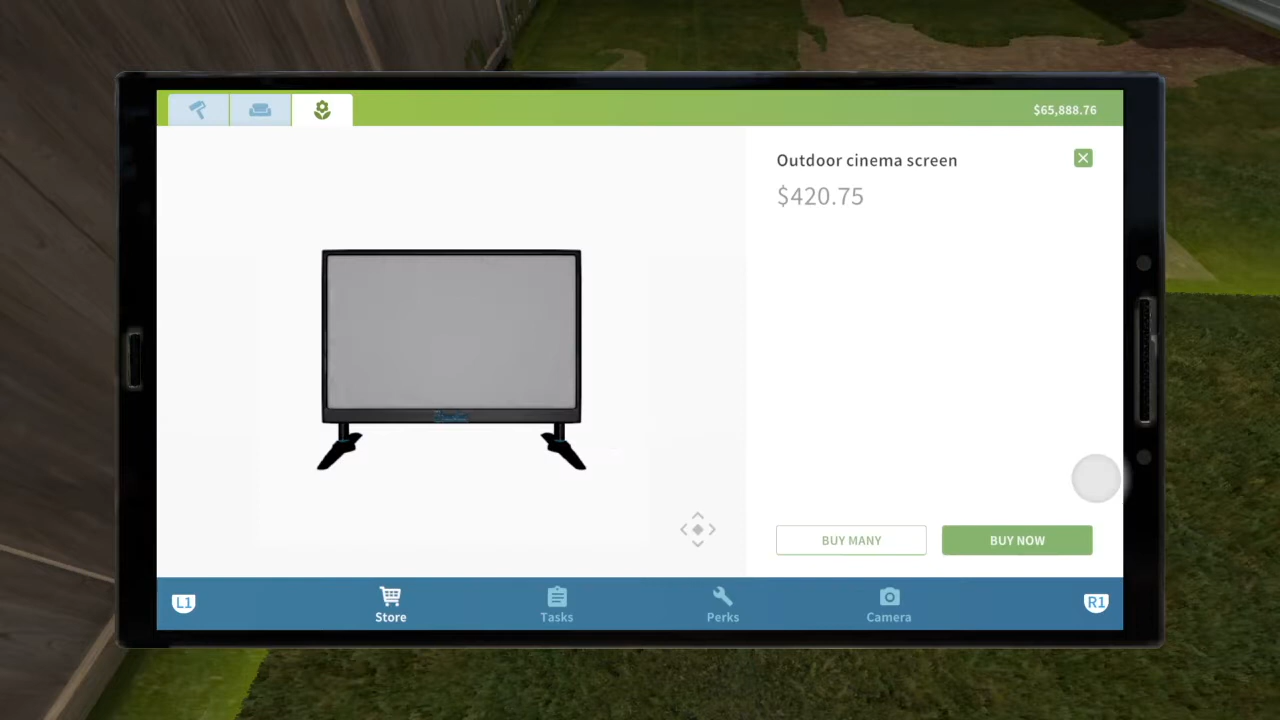 $65,888.76
Outdoor cinema screen
$420.75
BUY MANY
BUY NOW
L1
Store
Tasks
Perks
Camera
R1